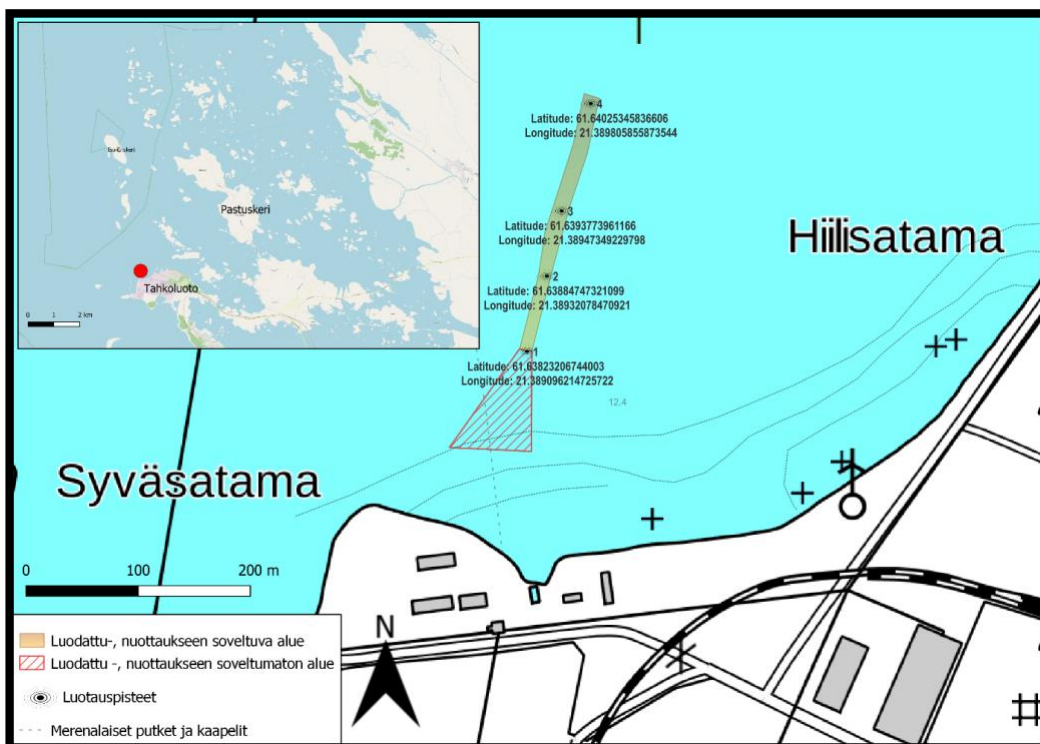 Iso-Enskeri
Pastuskeri
Tahkoluoto
0 1 2 km
4
Latitude: 61.64025345836606
Longitude: 21.389805855873544
3
Latitude: 61.6393773961166
Longitude: 21.38947349229798
2
Latitude: 61.63884747321099
Longitude: 21.38932078470921
1
Latitude: 61.63823206744003
Longitude: 21.389096214725722
12.4
Hiilisatama
Syväsatama
0 100 200 m
N
Luodattu-, nuottaukseen soveltuva alue
Luodattu -, nuottaukseen soveltumaton alue
Luotauspisteet
Merenalaiset putket ja kaapelit